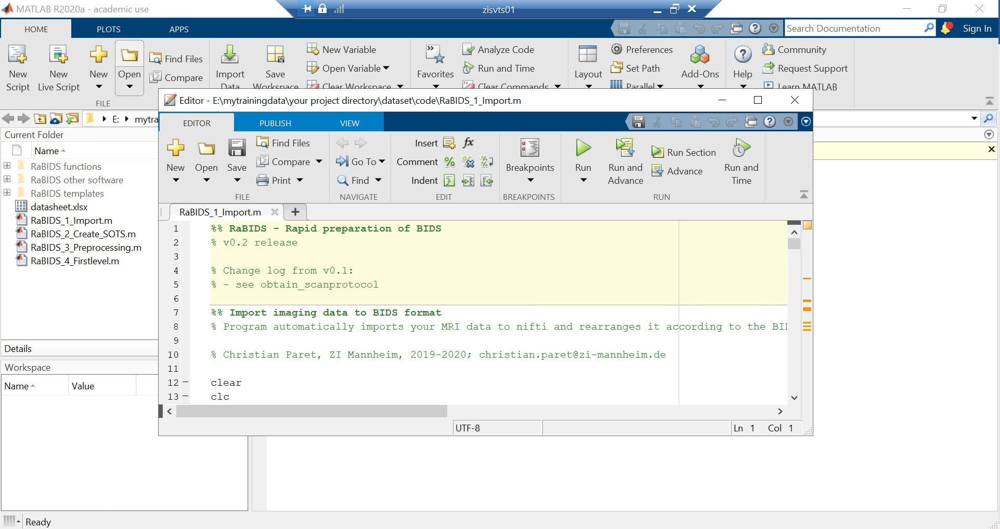 MATLAB R2020a - academic use
zisvts01
HOME
PLOTS
APPS
Search Documentation
Sign In
New Script
New Live Script
New
Open
Find Files
Compare
FILE
Import Data
Save Workspace
New Variable
Open Variable
Clear Workspace
Favorites
Analyze Code
Run and Time
Clear Commands
Layout
Preferences
Set Path
Parallel
Add-Ons
Help
Community
Request Support
Learn MATLAB
E:
mytra
Current Folder
Name
RaBIDS functions
RaBIDS other software
RaBIDS templates
datasheet.xlsx
RaBIDS_1_Import.m
RaBIDS_2_Create_SOTS.m
RaBIDS_3_Preprocessing.m
RaBIDS_4_Firstlevel.m
Details
Workspace
Name
Value
Ready
Editor - E:\mytrainingdata\your project directory\dataset\code\RaBIDS_1_Import.m
EDITOR
PUBLISH
VIEW
New
Open
Save
Find Files
Compare
Print
FILE
Go To
Find
NAVIGATE
Insert
fx
Comment
Indent
EDIT
Breakpoints
BREAKPOINTS
Run
Run and Advance
Run Section
Advance
Run and Time
RUN
RaBIDS_1_Import.m
1 %% RaBIDS - Rapid preparation of BIDS
2 % v0.2 release
3
4 % Change log from v0.1:
5 % - see obtain_scanprotocol
6
7 %% Import imaging data to BIDS format
8 % Program automatically imports your MRI data to nifti and rearranges it according to the BI
9
10 % Christian Paret, ZI Mannheim, 2019-2020; christian.paret@zi-mannheim.de
11
12 clear
13 clc
UTF-8
Ln 1 Col 1